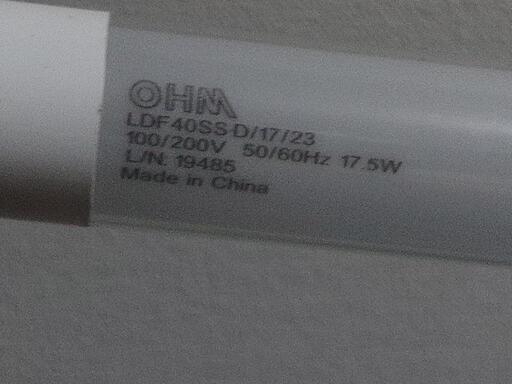 OHM
LDF40SS-D/17/23
100/200V 50/60Hz 17.5W
L/N. 19485
Made in China